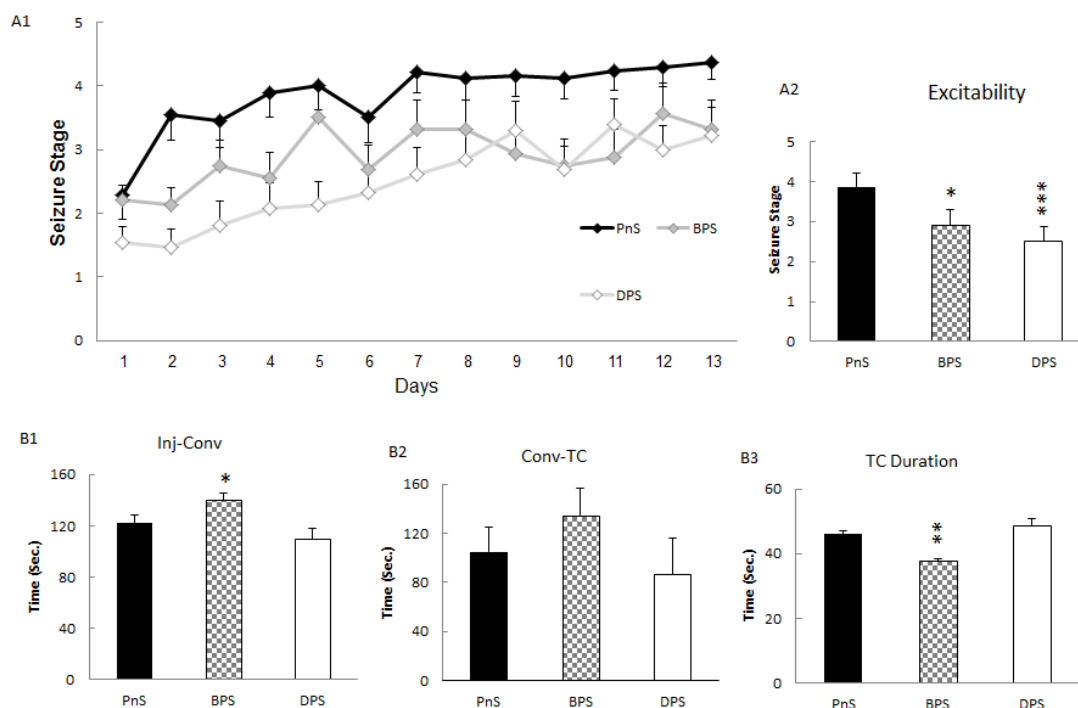 A1
5
4
3
2
1
0
Seizure Stage
PnS
BPS
DPS
1 2 3 4 5 6 7 8 9 10 11 12 13
Days
A2
Excitability
5
4
3
2
1
0
Seizure Stage
*
***
PnS BPS DPS
B1
Inj-Conv
160
120
80
40
0
Time (Sec.)
*
PnS BPS DPS
B2
Conv-TC
160
120
80
40
0
Time (Sec.)
PnS BPS DPS
B3
TC Duration
60
40
20
0
Time (Sec.)
**
PnS BPS DPS